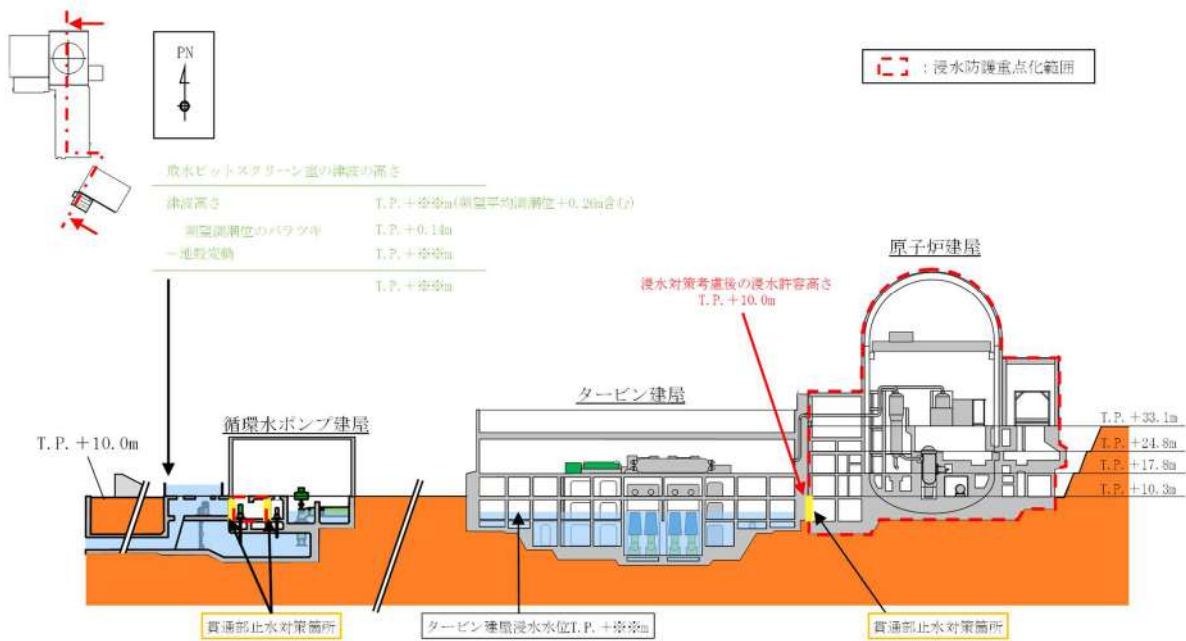 PN
：浸水防護重点化範囲
取水ピットスクリーン室の津波の高さ
津波高さ T.P.+※※m(朔望平均満潮位+0.26m含む)
朔望満潮位のバラツキ T.P.+0.14m
－地殻変動 T.P.+※※m
T.P.+※※m
原子炉建屋
浸水対策考慮後の浸水許容高さ
T.P.+10.0m
タービン建屋
循環水ポンプ建屋
T.P.+10.0m
T.P.+33.1m
T.P.+24.8m
T.P.+17.8m
T.P.+10.3m
貫通部止水対策箇所
タービン建屋浸水水位T.P.+※※m
貫通部止水対策箇所